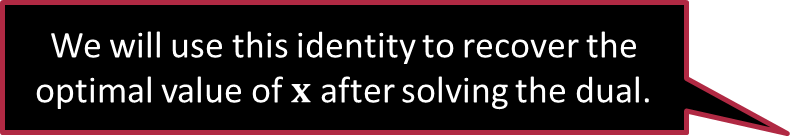 We will use this identity to recover the
optimal value of x after solving the dual.